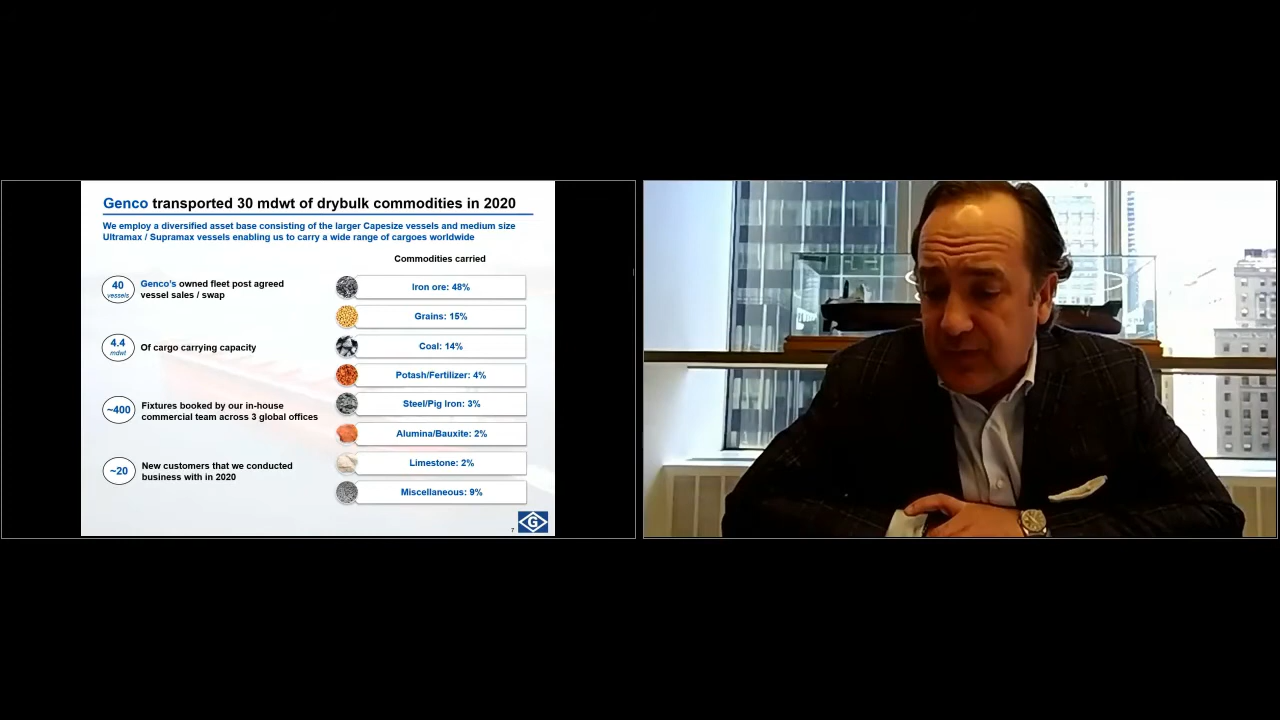 Genco transported 30 mdwt of drybulk commodities in 2020
We employ a diversified asset base consisting of the larger Capesize vessels and medium size
Ultramax / Supramax vessels enabling us to carry a wide range of cargoes worldwide
40
vessels
Genco's owned fleet post agreed
vessel sales / swap
4.4
mdwt
Of cargo carrying capacity
~400
Fixtures booked by our in-house
commercial team across 3 global offices
~20
New customers that we conducted
business with in 2020
Commodities carried
Iron ore: 48%
Grains: 15%
Coal: 14%
Potash/Fertilizer: 4%
Steel/Pig Iron: 3%
Alumina/Bauxite: 2%
Limestone: 2%
Miscellaneous: 9%
7
G